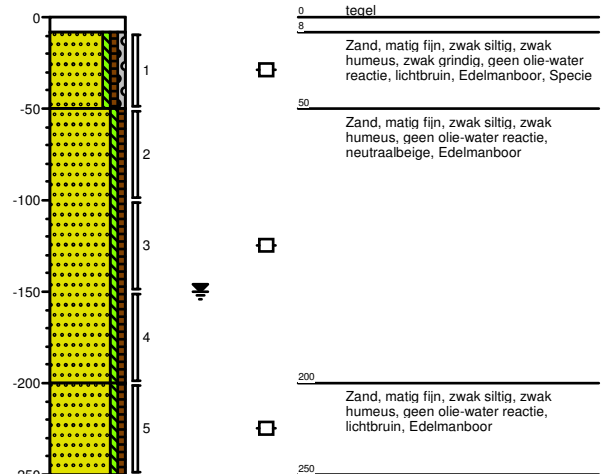 0
-50
-100
-150
-200
-250
1
2
3
4
5
0
tegel
8
Zand, matig fijn, zwak siltig, zwak
humeus, zwak grindig, geen olie-water
reactie, lichtbruin, Edelmanboor, Specie
50
Zand, matig fijn, zwak siltig, zwak
humeus, geen olie-water reactie,
neutraalbeige, Edelmanboor
200
Zand, matig fijn, zwak siltig, zwak
humeus, geen olie-water reactie,
lichtbruin, Edelmanboor
250